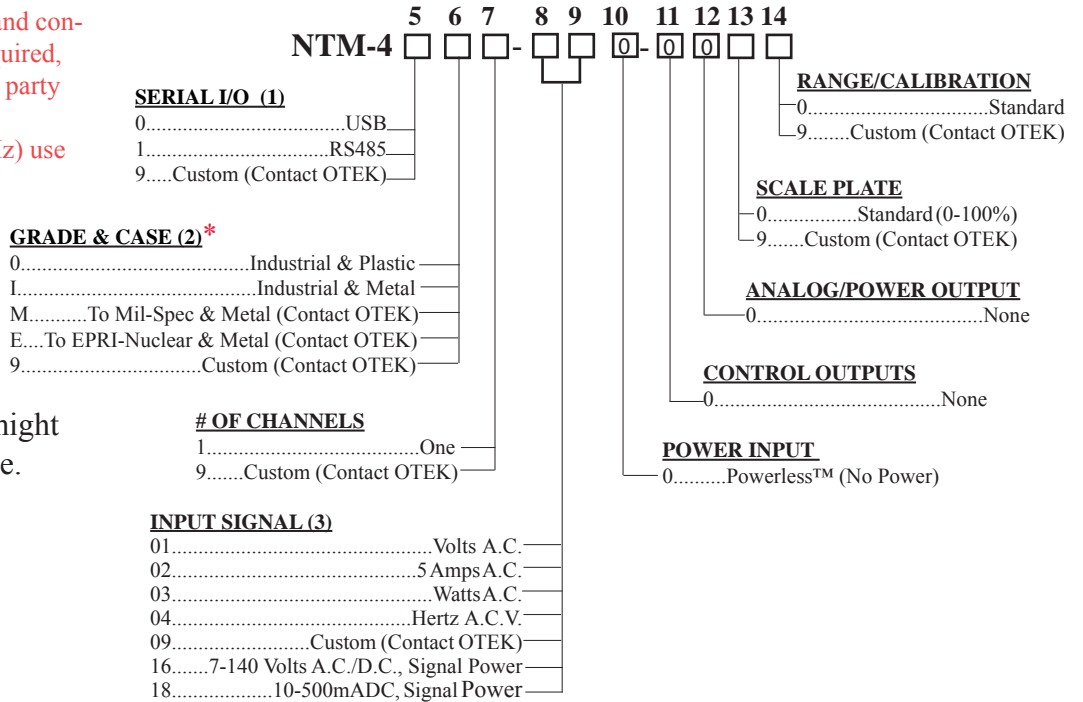 and con-
uired,
party
Iz) use
night
e.
5 6 7 8 9 10 11 12 13 14
NTM-4 - 0 - 0 0
SERIAL I/O (1)
0......................................USB
1...................................RS485
9.....Custom (Contact OTEK)
GRADE & CASE (2)*
0............................................Industrial & Plastic
I..............................................Industrial & Metal
M...........To Mil-Spec & Metal (Contact OTEK)
E....To EPRI-Nuclear & Metal (Contact OTEK)
9...................................Custom (Contact OTEK)
# OF CHANNELS
1.........................................One
9.......Custom (Contact OTEK)
INPUT SIGNAL (3)
01..................................................Volts A.C.
02...............................................5 Amps A.C.
03..................................................Watts A.C.
04..............................................Hertz A.C.V.
09...........................Custom (Contact OTEK)
16.......7-140 Volts A.C./D.C., Signal Power
18...................10-500mADC, Signal Power
RANGE/CALIBRATION
0..................................Standard
9........Custom (Contact OTEK)
SCALE PLATE
0...................Standard (0-100%)
9.......Custom (Contact OTEK)
ANALOG/POWER OUTPUT
0............................................None
CONTROL OUTPUTS
0............................................None
POWER INPUT
0..........Powerless™ (No Power)